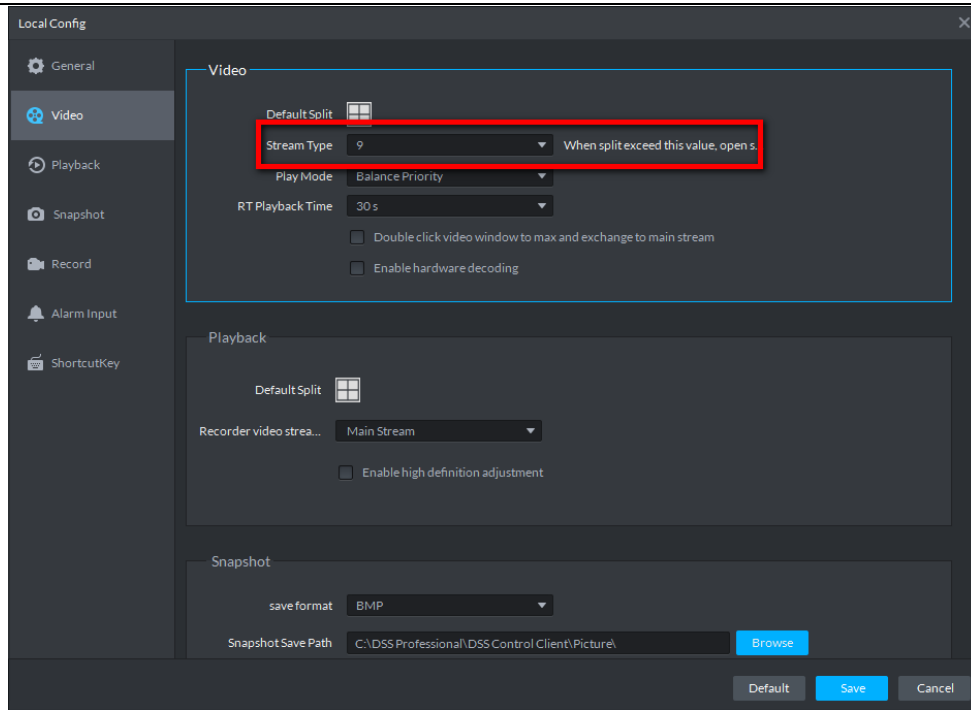 Local Config
General
Video
Playback
Snapshot
Record
Alarm Input
ShortcutKey
Video
Default Split
Stream Type 9 When split exceed this value, open s.
Play Mode Balance Priority
RT Playback Time 30 s
Double click video window to max and exchange to main stream
Enable hardware decoding
Playback
Default Split
Recorder video strea... Main Stream
Enable high definition adjustment
Snapshot
save format BMP
Snapshot Save Path C:\DSS Professional\DSS Control Client\Picture\ Browse
Default Save Cancel